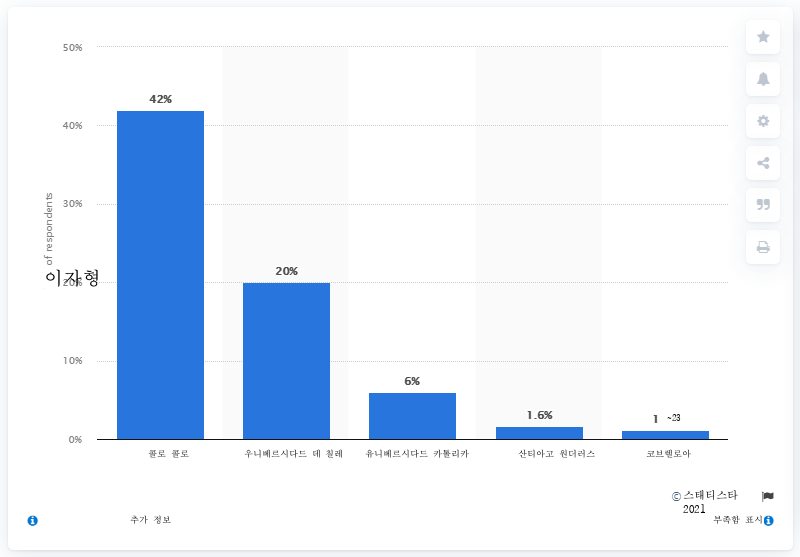 50%
42%
40%
30%
of respondents
이자형
20%
20%
10%
6%
1.6%
1 ~23
0%
콜로 콜로
우니베르시다드 데 칠레
유니베르시다드 카톨리카
산티아고 원더러스
코브렐로아
© 스태티스타
2021
추가 정보
부족함 표시